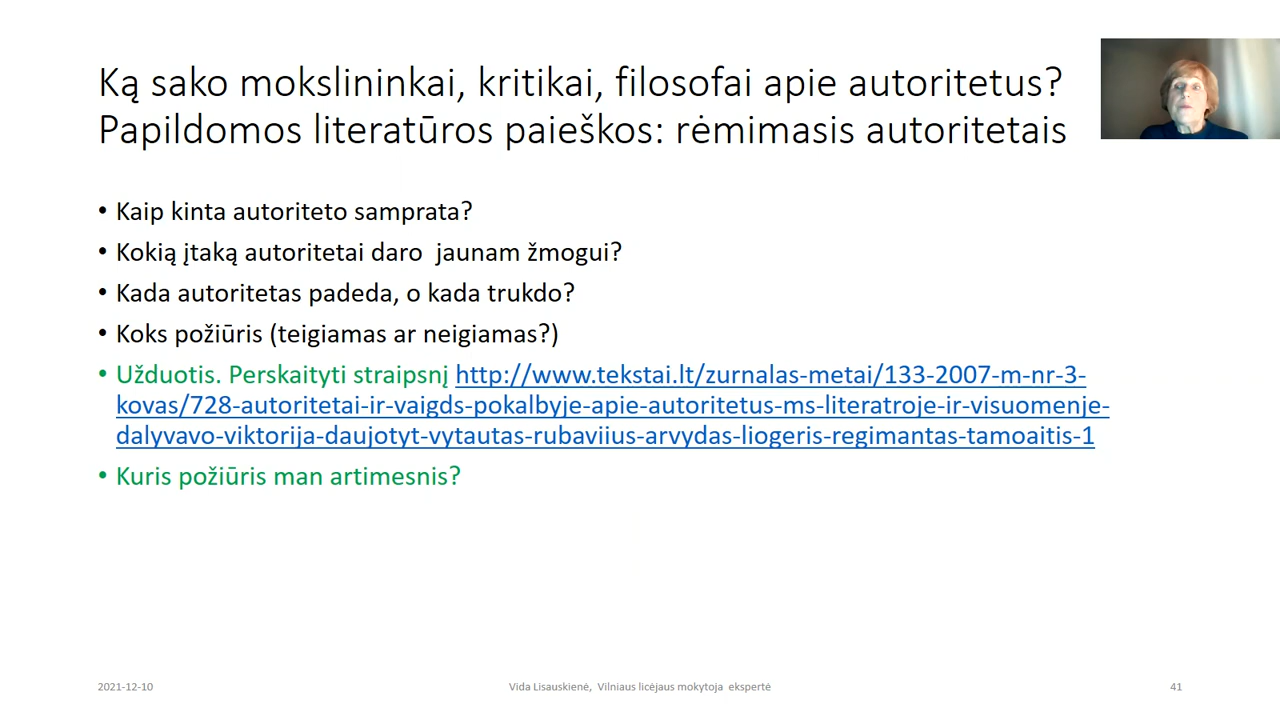 Ką sako mokslininkai, kritikai, filosofai apie autoritetus?
Papildomos literatūros paieškos: rėmimasis autoritetais
• Kaip kinta autoriteto samprata?
• Kokią įtaką autoritetai daro  jaunam žmogui?
• Kada autoritetas padeda, o kada trukdo?
• Koks požiūris (teigiamas ar neigiamas?)
• Užduotis. Perskaityti straipsnį http://www.tekstai.lt/zurnalas-metai/133-2007-m-nr-3-
kovas/728-autoritetai-ir-vaigds-pokalbyje-apie-autoritetus-ms-literatroje-ir-visuomenje-
dalyvavo-viktorija-daujotyt-vytautas-rubaviius-arvydas-liogeris-regimantas-tamoaitis-1
• Kuris požiūris man artimesnis?
2021-12-10
Vida Lisauskienė,  Vilniaus licėjaus mokytoja  ekspertė
41